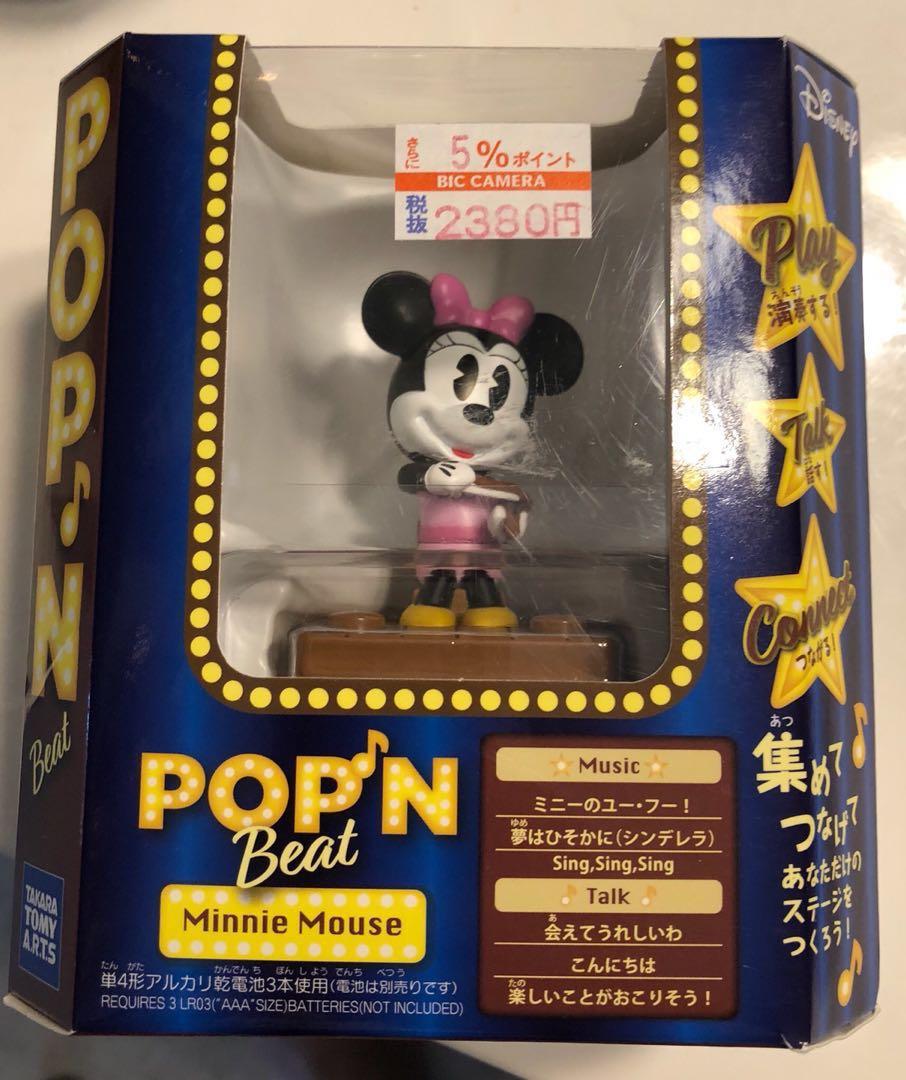 POP'N
Beat
TAKARA
TOMY
A.R.T.S
さらに 5%ポイント
BIC CAMERA
税抜 2380円
POP'N
Beat
Minnie Mouse
たん がた かんでんち ぼん しよう でんち べつう
単4形アルカリ乾電池3本使用(電池は別売りです)
REQUIRES 3 LR03("AAA"SIZE)BATTERIES(NOT INCLUDED)
Music
ミニーのユー・フー!
ゆめ
夢はひそかに(シンデレラ)
Sing,Sing,Sing
Talk
あ
会えてうれしいわ
こんにちは
たの
楽しいことがおこりそう!
Disney
Play
えんそう
演奏する!
Talk
話す!
Connect
つながる!
あつ
集めて
つなげて
あなただけの
ステージを
つくろう!